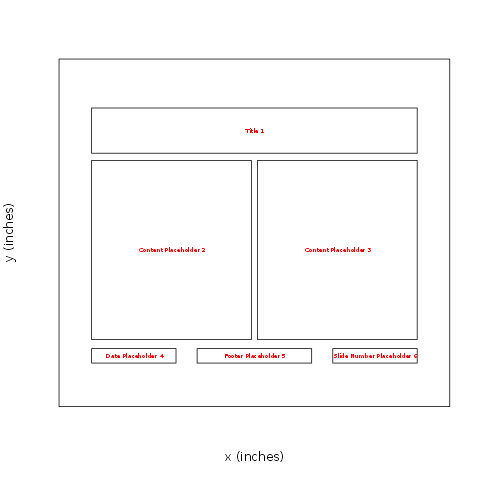 Title 1
Content Placeholder 2
Content Placeholder 3
Date Placeholder 4
Footer Placeholder 5
Slide Number Placeholder 6
y (inches)
x (inches)